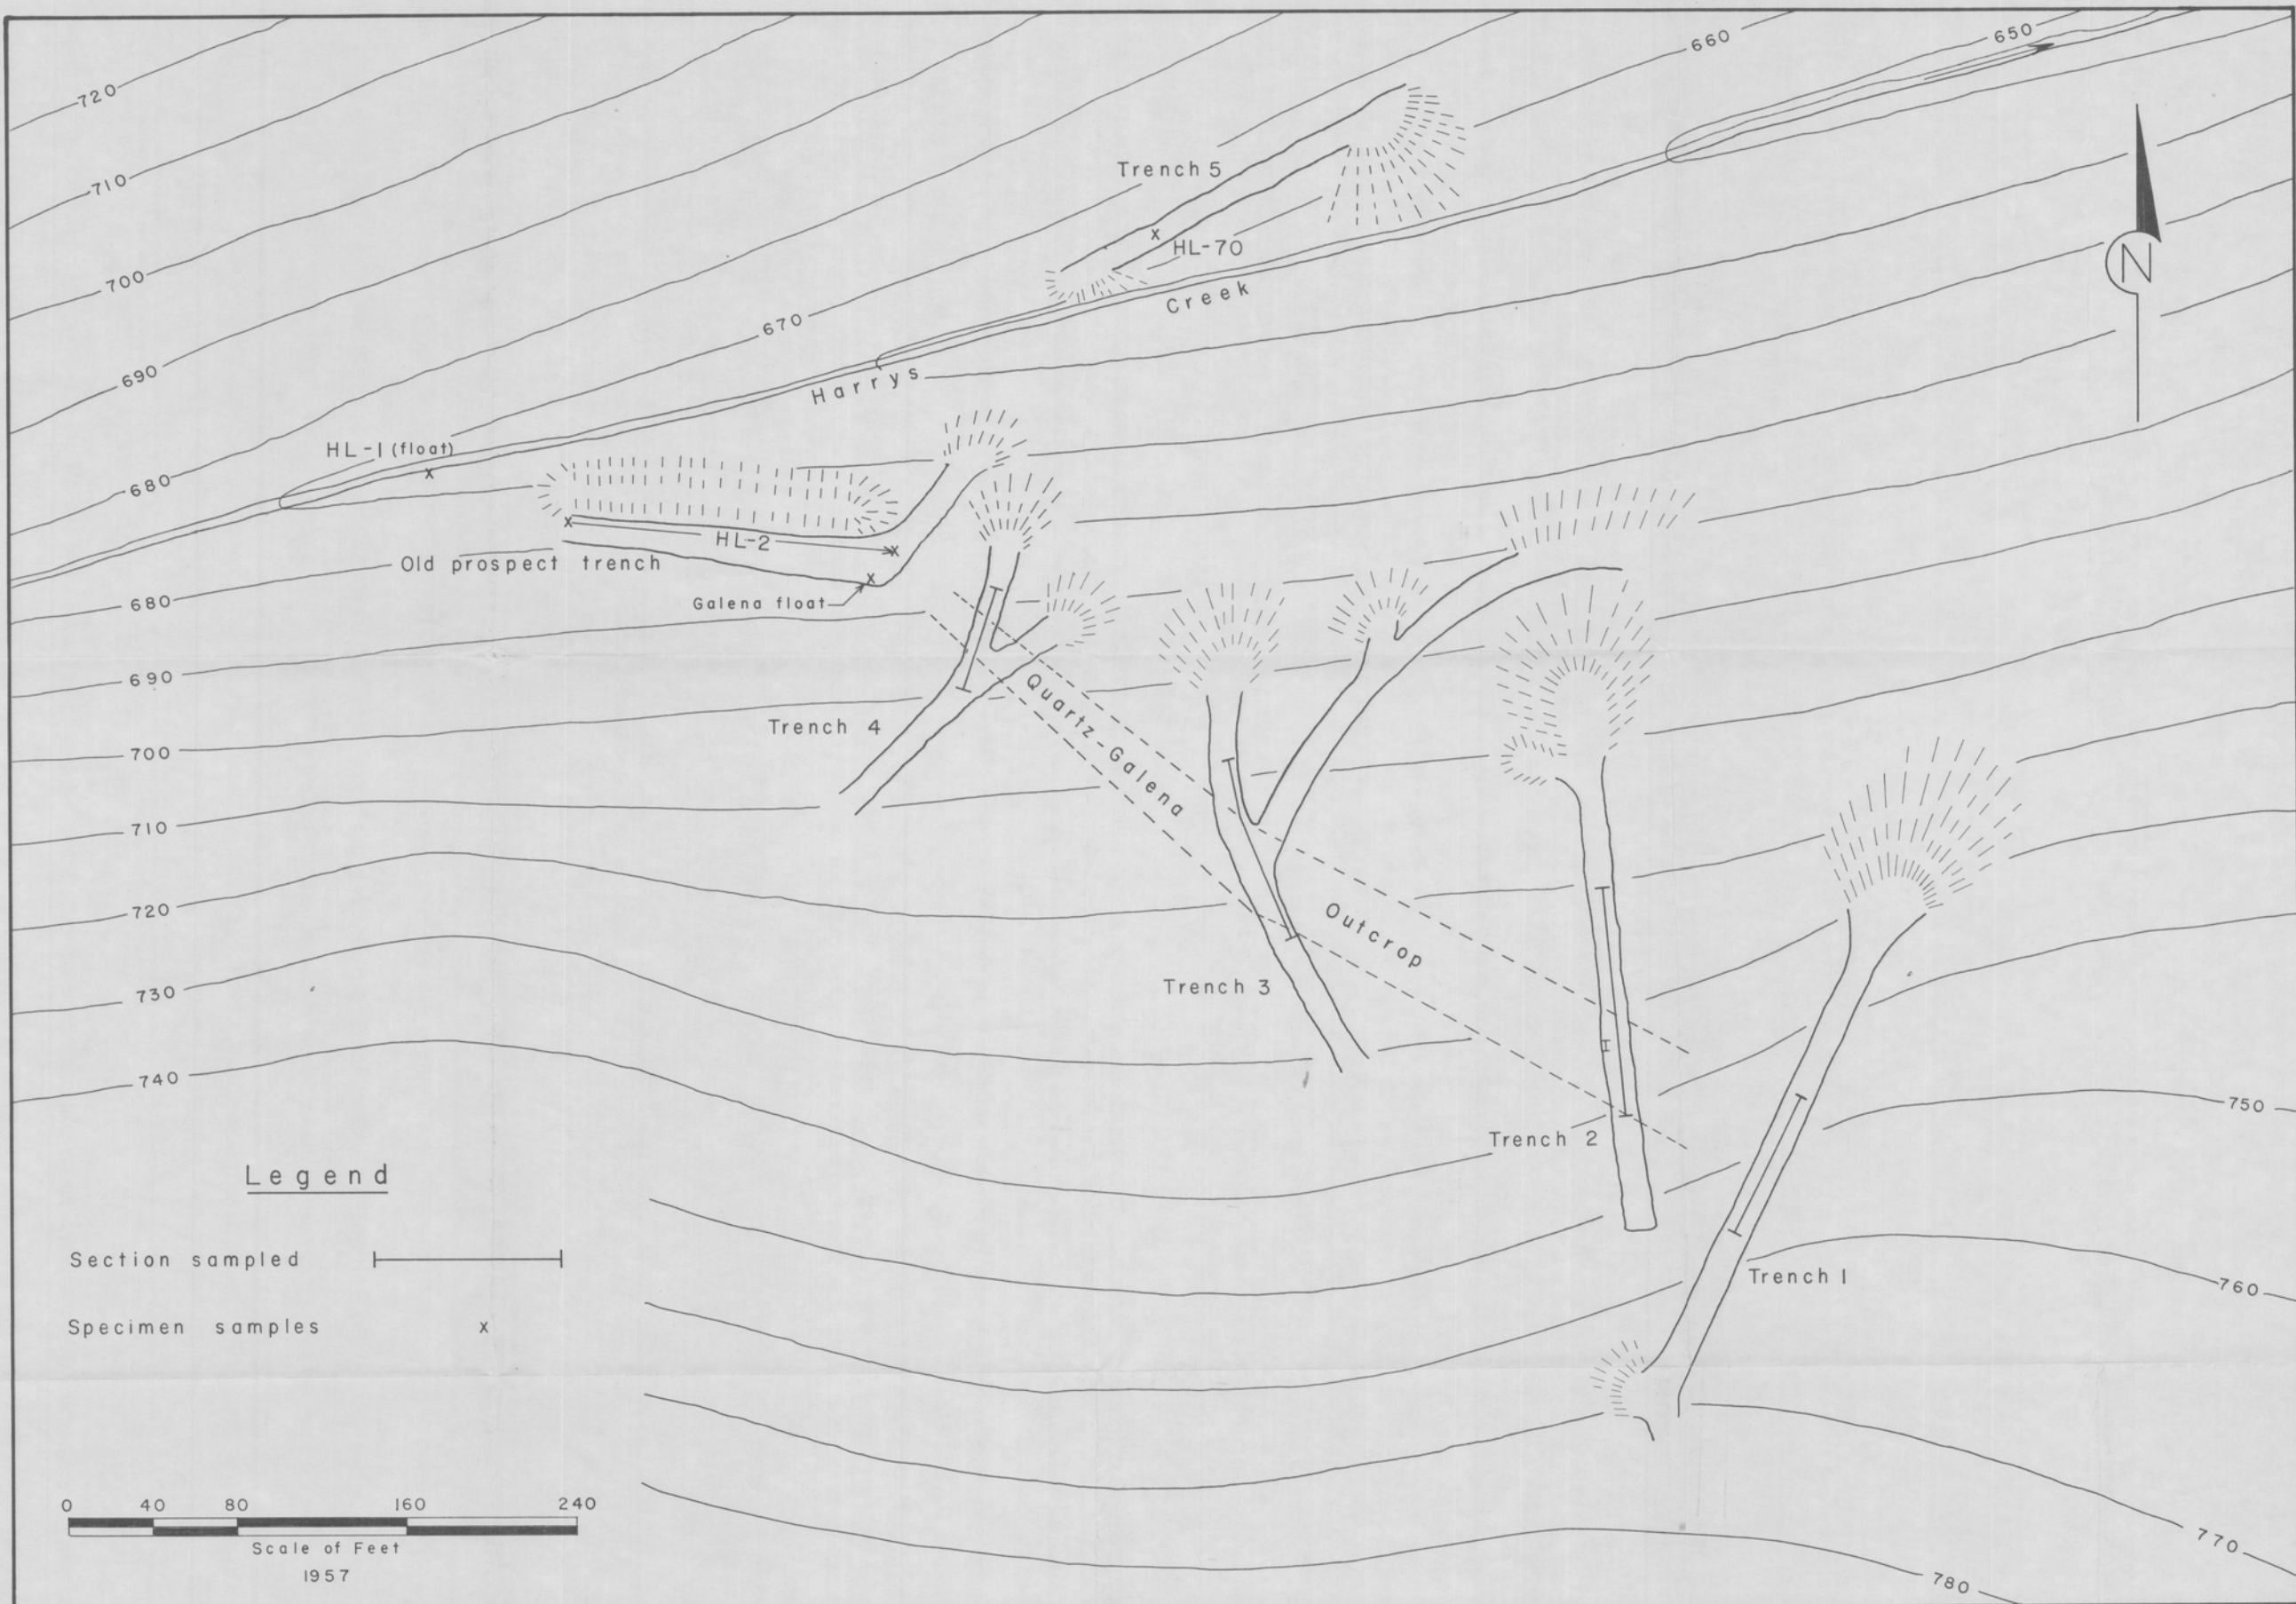 720
710
700
690
680
670
660
650
Trench 5
HL-70
Harrys Creek
HL-1 (float)
HL-2
Old prospect trench
Galena float
680
690
700
710
720
730
740
Trench 4
Quartz-Galena Outcrop
Trench 3
H
Trench 2
Trench 1
750
760
770
780
N
Legend
Section sampled
Specimen samples x
0 40 80 160 240
Scale of Feet
1957